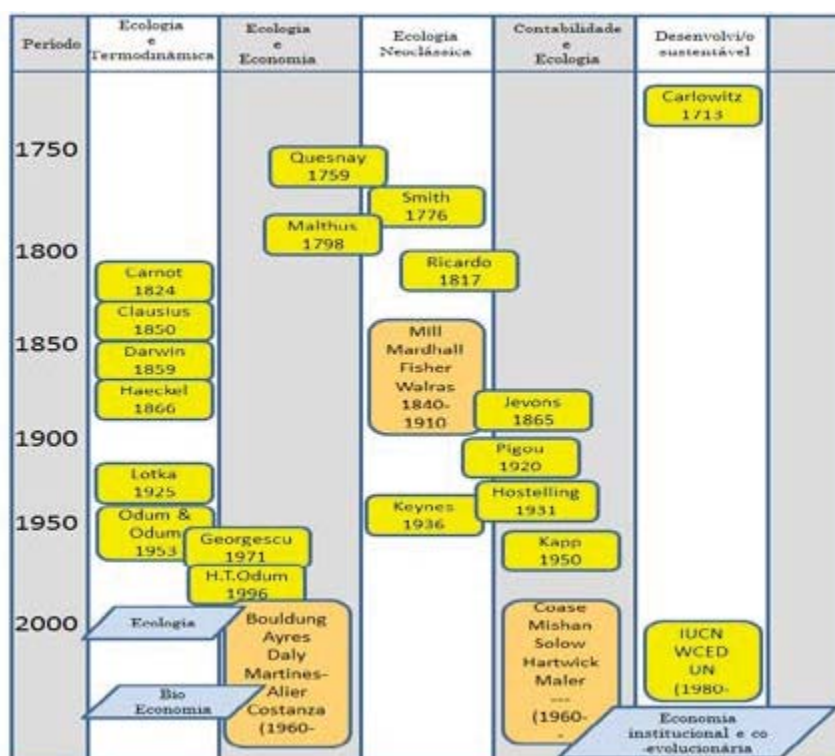 Período
Ecologia
e
Termodinâmica
Ecologia
e
Economia
Ecologia
Neoclássica
Contabilidade
e
Ecologia
Desenvolvi/o
sustentável
1750
1800
1850
1900
1950
2000
Carnot
1824
Clausius
1850
Darwin
1859
Haeckel
1866
Lotka
1925
Odum &
Odum
1953
Ecologia
Bio
Economia
Quesnay
1759
Malthus
1798
Georgescu
1971
H.T.Odum
1996
Bouldung
Ayres
Daly
Martines-
Alier
Costanza
(1960-
Smith
1776
Ricardo
1817
Mill
Mardhall
Fisher
Walras
1840-
1910
Keynes
1936
Jevons
1865
Pigou
1920
Hostelling
1931
Kapp
1950
Coase
Mishan
Solow
Hartwick
Maler
---
(1960-
-
Carlowitz
1713
IUCN
WCED
UN
(1980-
Economia
institucional e co
-evolucionária